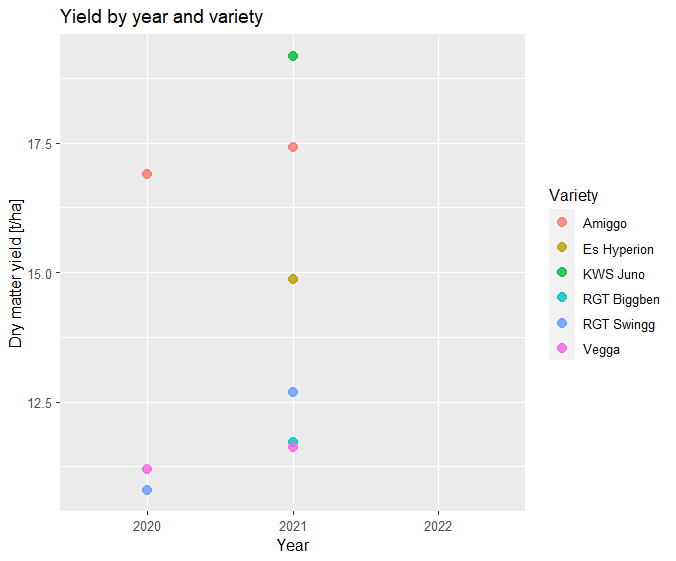 Yield by year and variety
Dry matter yield [t/ha]
17.5
15.0
12.5
2020
2021
2022
Year
Variety
Amiggo
Es Hyperion
KWS Juno
RGT Biggben
RGT Swingg
Vegga